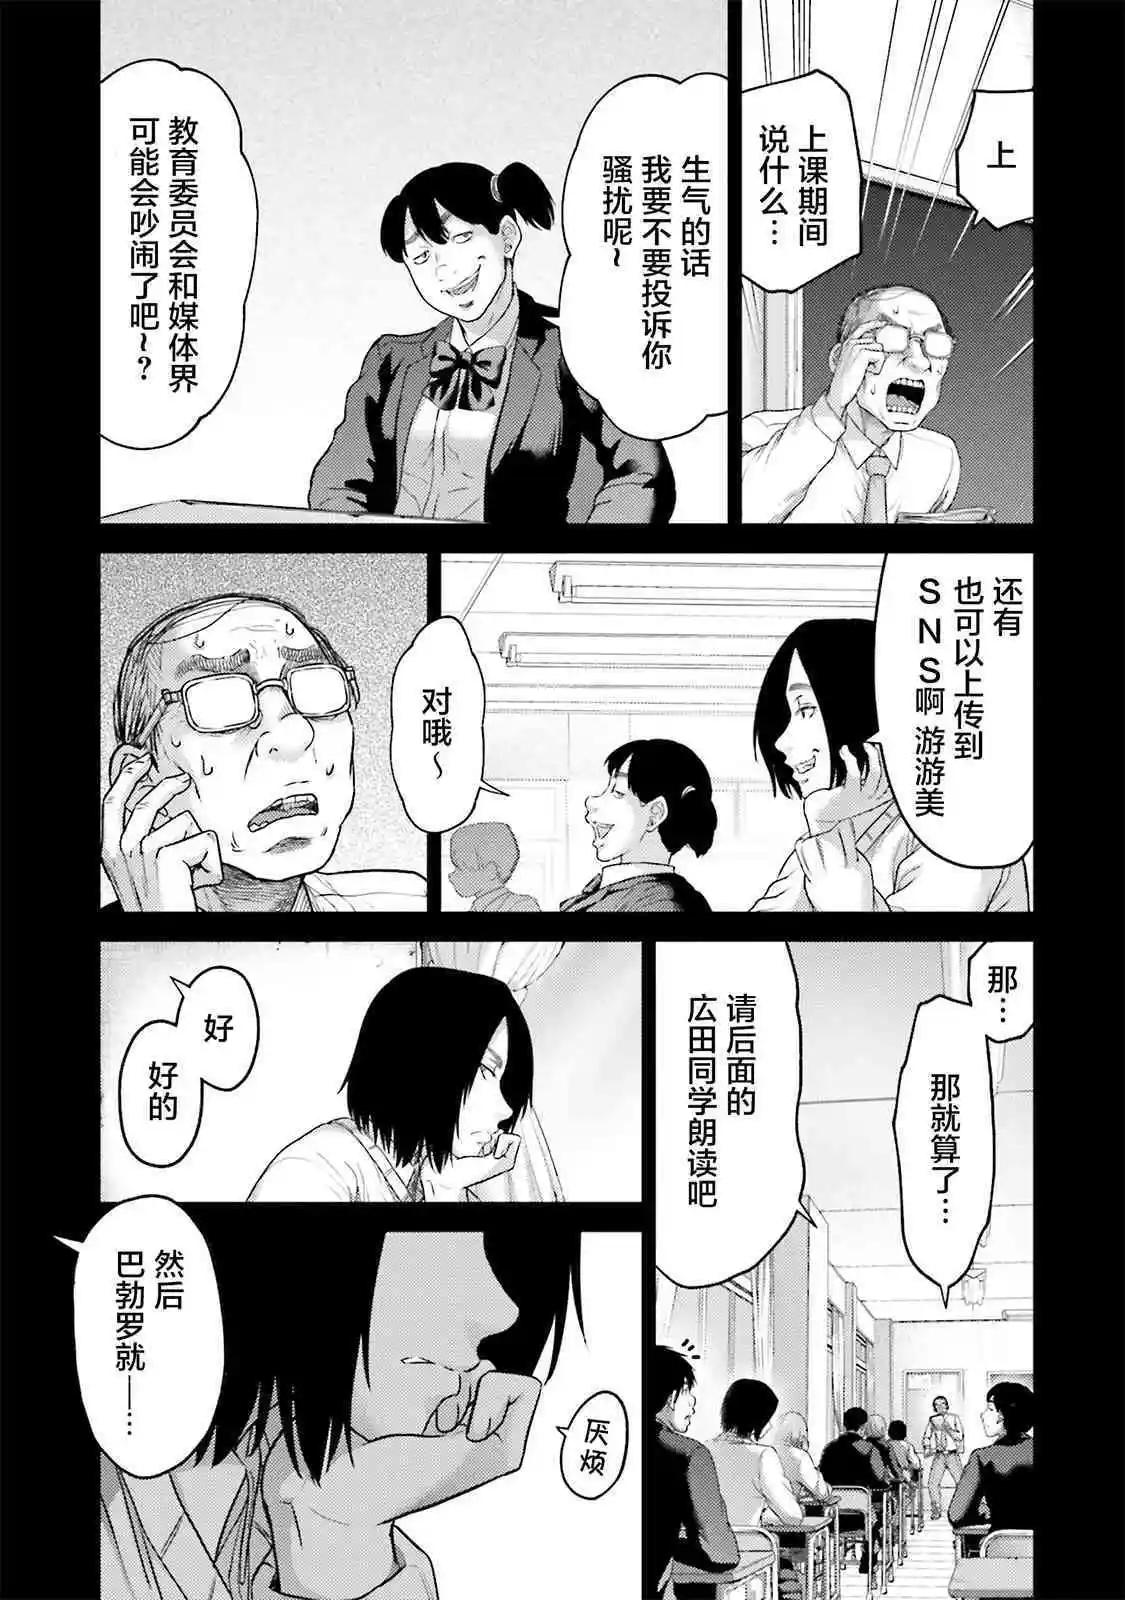 上
上课期间
说什么…
生气的话
我要不要投诉你
骚扰呢~
教育委员会和媒体界
可能会吵闹了吧~?
还有
也可以上传到
SNS啊 游游美
对哦~
那…
那就算了…
请后面的
広田同学朗读吧
好
好的
然后
巴勃罗就——…
厌烦